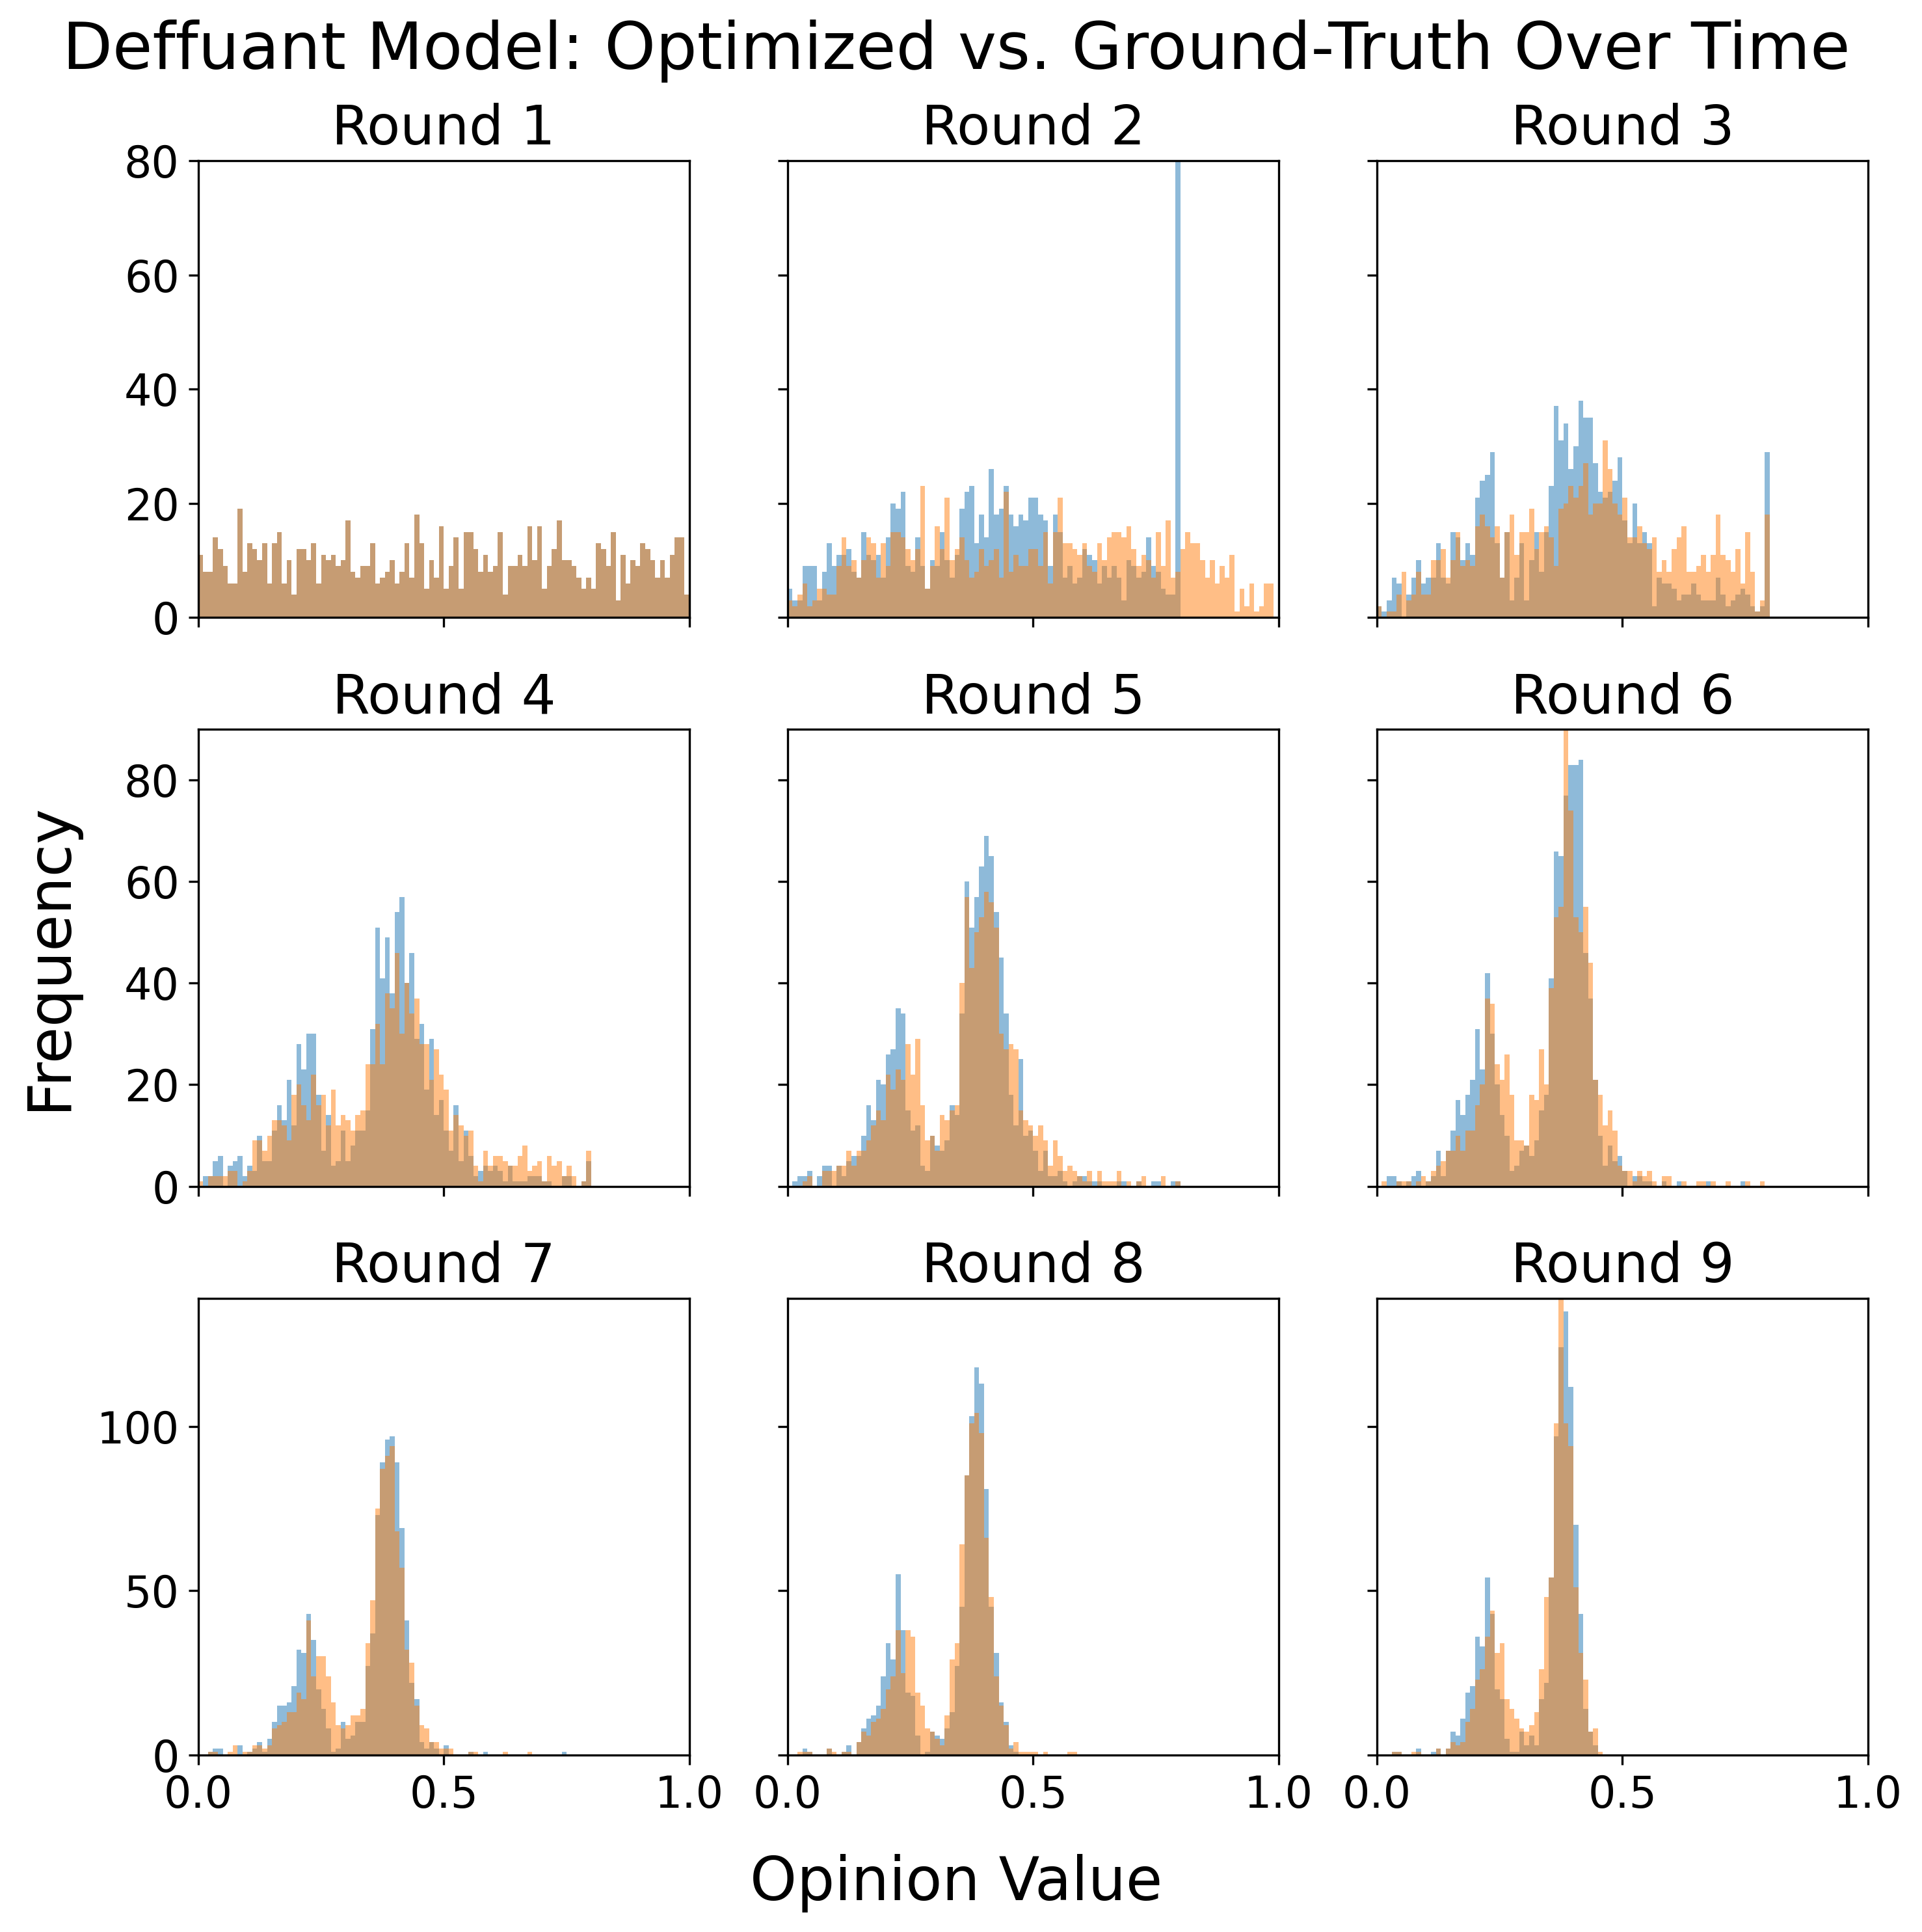 Deffuant Model: Optimized vs. Ground-Truth Over Time
Round 1
Round 2
Round 3
80
60
40
20
0
Round 4
Round 5
Round 6
80
60
40
20
0
Frequency
Round 7
Round 8
Round 9
100
50
0
0.0 0.5 1.0
0.0 0.5 1.0
0.0 0.5 1.0
Opinion Value